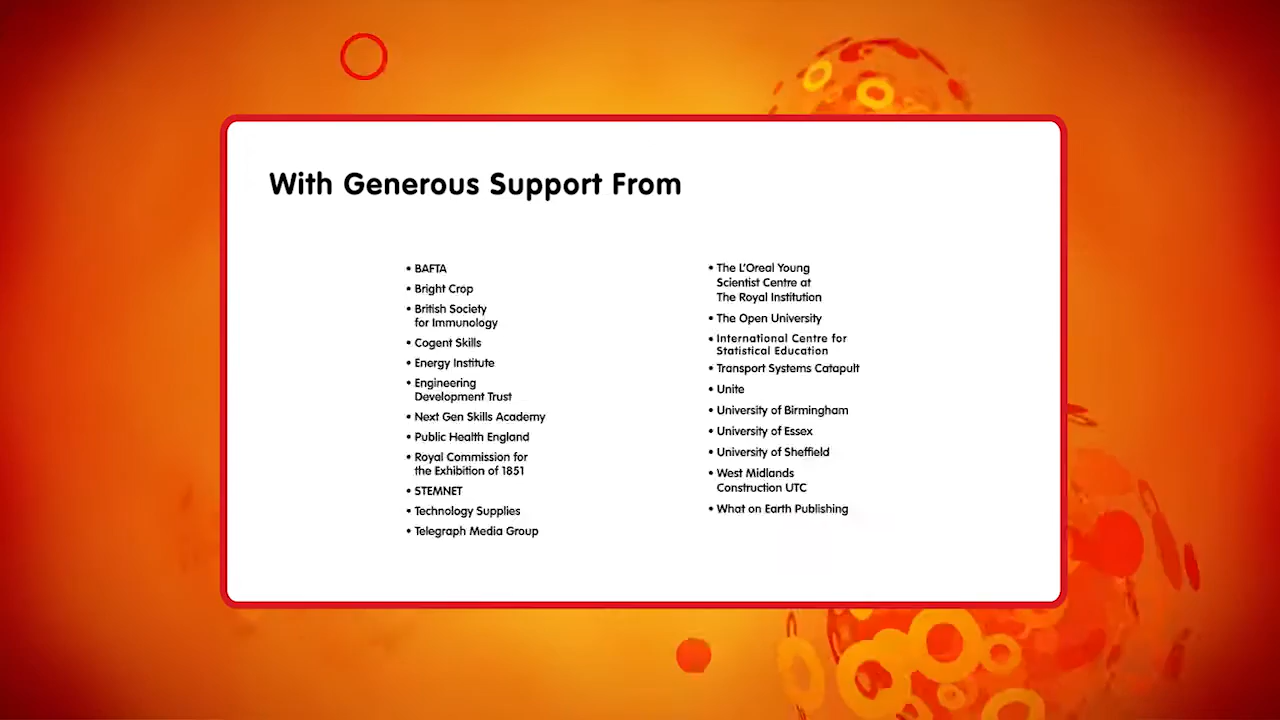 With Generous Support From
• BAFTA
• Bright Crop
• British Society
for Immunology
• Cogent Skills
• Energy Institute
• Engineering
Development Trust
• Next Gen Skills Academy
• Public Health England
• Royal Commission for
the Exhibition of 1851
• STEMNET
• Technology Supplies
• Telegraph Media Group
• The L'Oreal Young
Scientist Centre at
The Royal Institution
• The Open University
• International Centre for
Statistical Education
• Transport Systems Catapult
• Unite
• University of Birmingham
• University of Essex
• University of Sheffield
• West Midlands
Construction UTC
• What on Earth Publishing